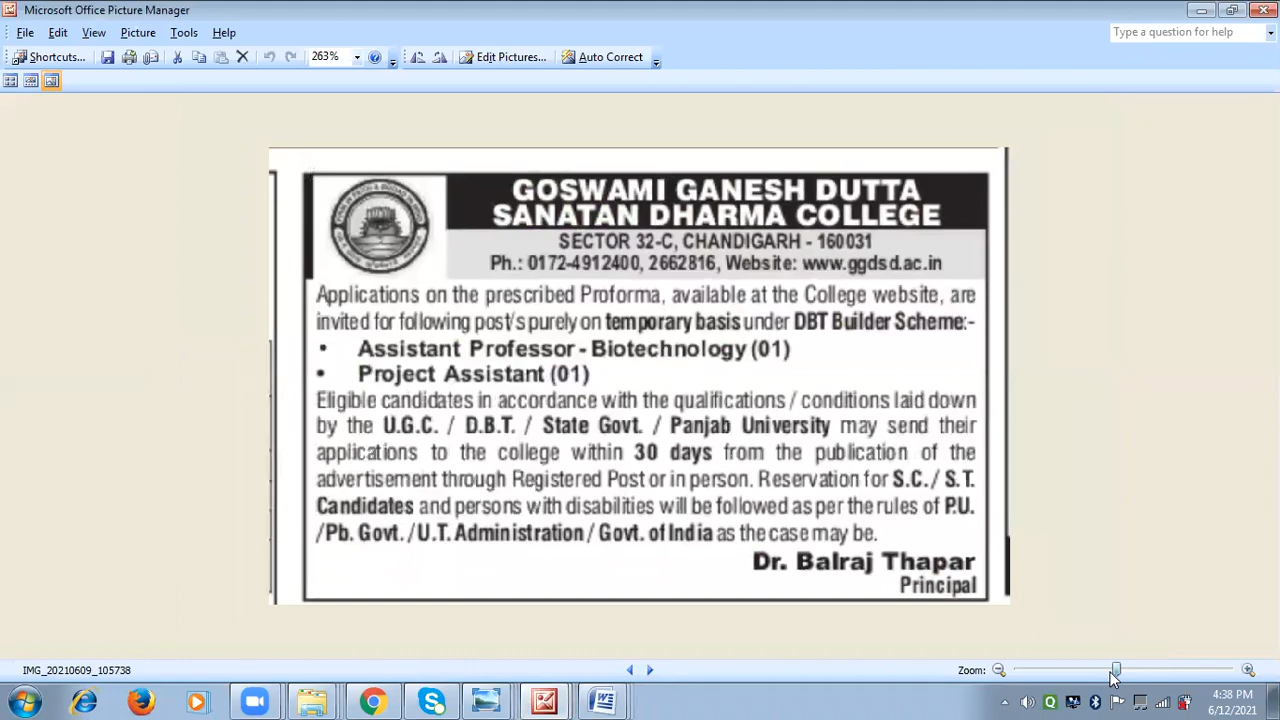 Microsoft Office Picture Manager
File Edit View Picture Tools Help
Type a question for help
Shortcuts... 263% Edit Pictures... Auto Correct
GOSWAMI GANESH DUTTA
SANATAN DHARMA COLLEGE
SECTOR 32-C, CHANDIGARH - 160031
Ph.: 0172-4912400, 2662816, Website: www.ggdsd.ac.in
Applications on the prescribed Proforma, available at the College website, are
invited for following post/s purely on temporary basis under DBT Builder Scheme:-
• Assistant Professor - Biotechnology (01)
• Project Assistant (01)
Eligible candidates in accordance with the qualifications / conditions laid down
by the U.G.C. / D.B.T. / State Govt. / Panjab University may send their
applications to the college within 30 days from the publication of the
advertisement through Registered Post or in person. Reservation for S.C./ S.T.
Candidates and persons with disabilities will be followed as per the rules of P.U.
/Pb. Govt. /U.T. Administration / Govt. of India as the case may be.
Dr. Balraj Thapar
Principal
IMG_20210609_105738
Zoom:
4:38 PM
6/12/2021